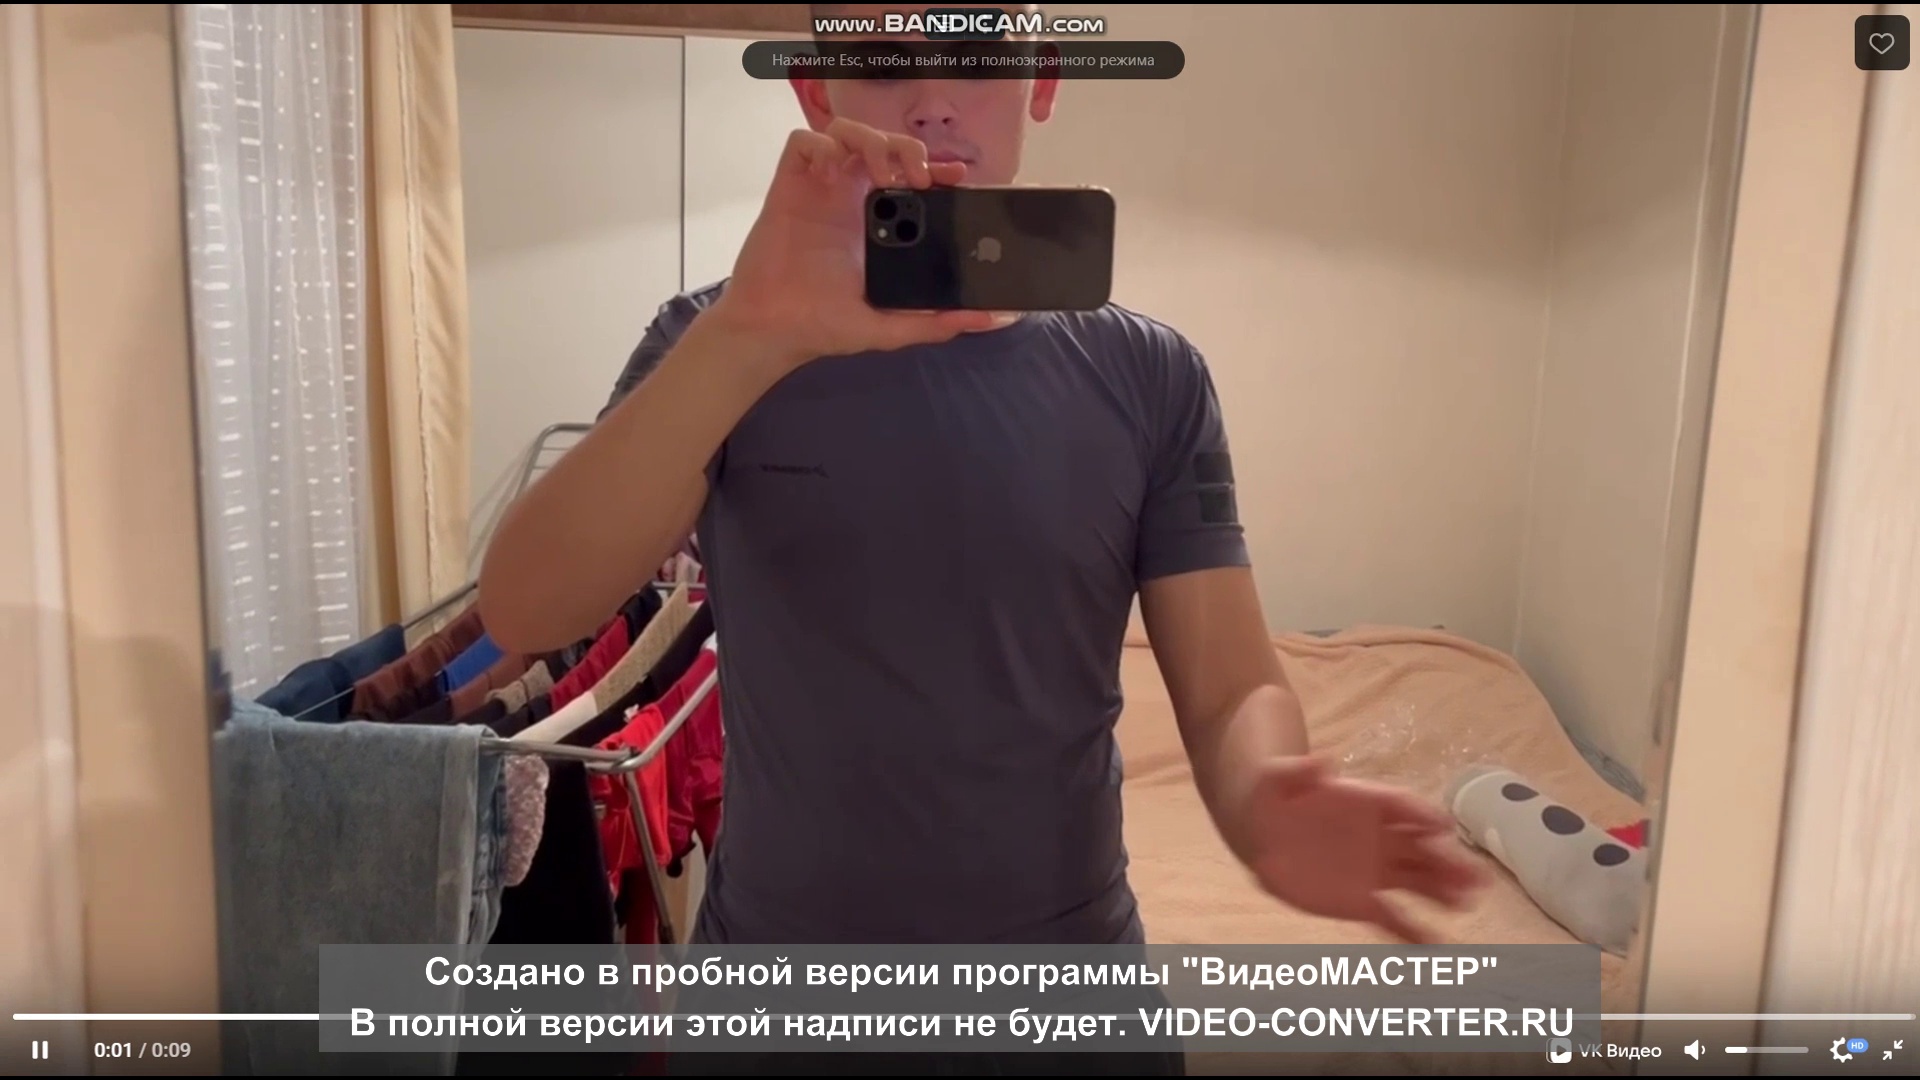 www.BANDICAM.com
Нажмите Esc, чтобы выйти из полноэкранного режима
Создано в пробной версии программы "ВидеоМАСТЕР"
В полной версии этой надписи не будет. VIDEO-CONVERTER.RU
0:01 / 0:09
VK Видео
HD